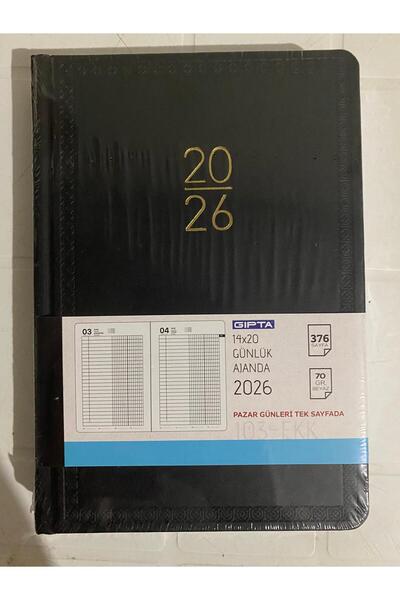 20
26
GIPTA
14x20
GÜNLÜK
AJANDA
2026
376
SAYFA
70
GR.
BEYAZ
PAZAR GÜNLERİ TEK SAYFADA
103-EKK
03
04